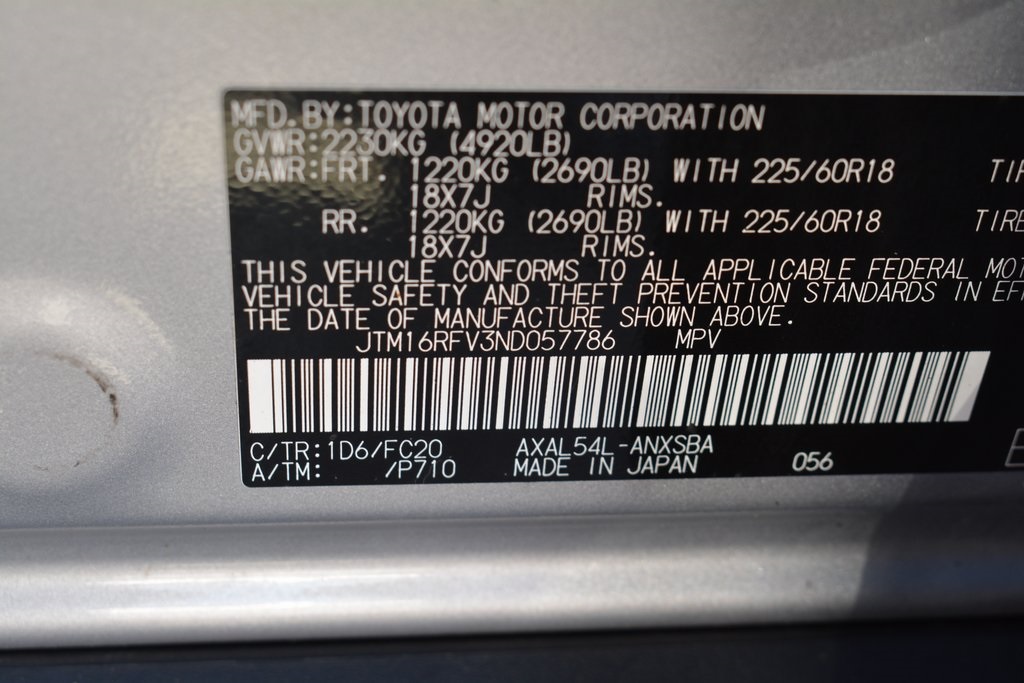 MFD. BY: TOYOTA MOTOR CORPORATION
GVWR: 2230KG (4920LB)
GAWR: FRT. 1220KG (2690LB) WITH 225/60R18
18X7J RIMS.
RR. 1220KG (2690LB) WITH 225/60R18 TIRE
18X7J RIMS.
THIS VEHICLE CONFORMS TO ALL APPLICABLE FEDERAL
VEHICLE SAFETY AND THEFT PREVENTION STANDARDS IN
THE DATE OF MANUFACTURE SHOWN ABOVE.
JTM16RFV3ND057786 MPV
C/TR: 1D6/FC20 AXAL54L-ANXSBA
A/TM: /P710 MADE IN JAPAN 056